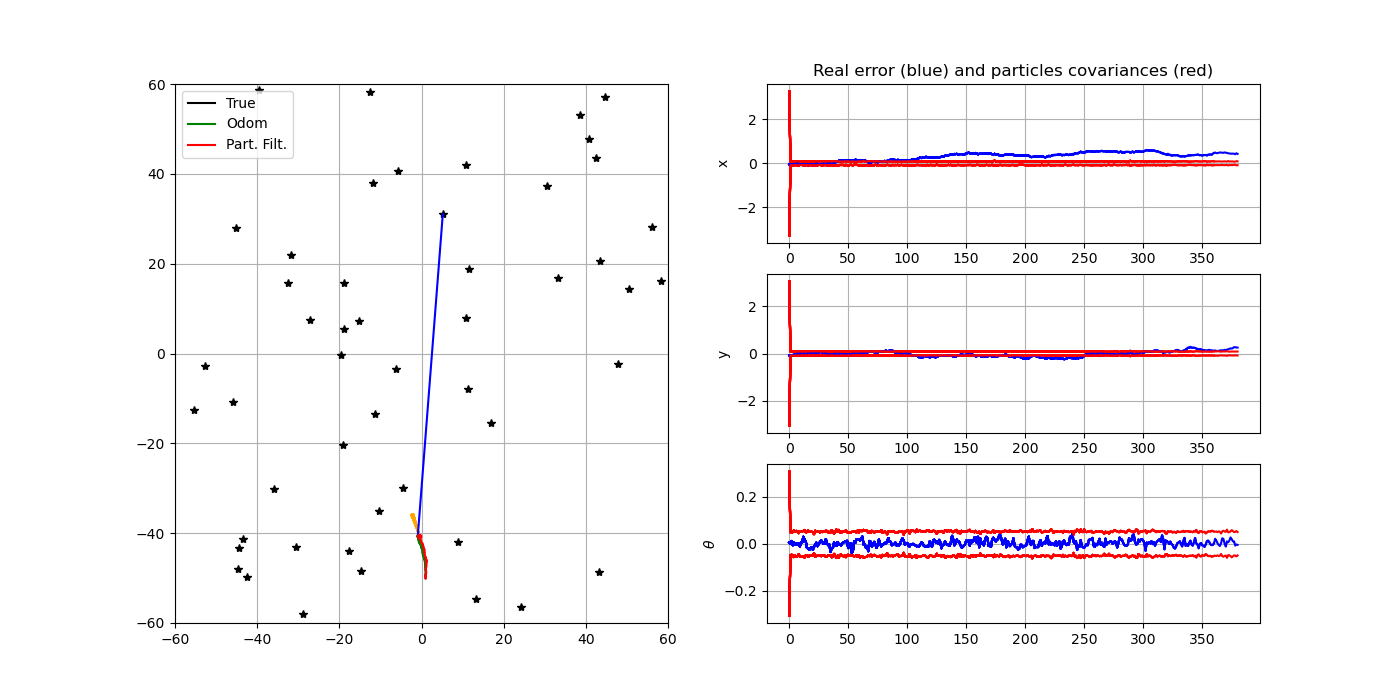 True
Odom
Part. Filt.
60
40
20
0
−20
−40
−60
−60 −40 −20 0 20 40 60
Real error (blue) and particles covariances (red)
x
2
0
−2
0 50 100 150 200 250 300 350
y
2
0
−2
0 50 100 150 200 250 300 350
θ
0.2
0.0
−0.2
0 50 100 150 200 250 300 350